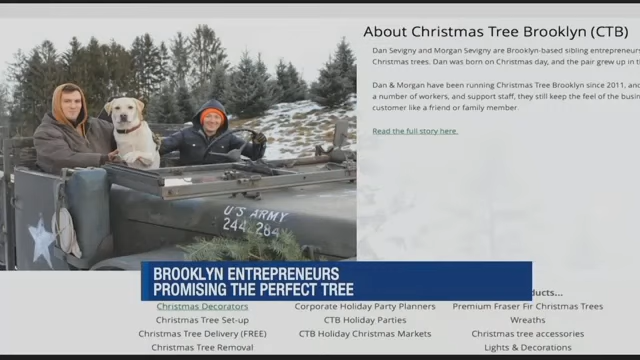 About Christmas Tree Brooklyn (CTB)
Dan Sevigny and Morgan Sevigny are Brooklyn-based sibling entrepreneurs
Christmas trees. Dan was born on Christmas day, and the pair grew up in th
Dan & Morgan have been running Christmas Tree Brooklyn since 2011, and
a number of workers, and support staff, they still keep the feel of the busin
customer like a friend or family member.
Read the full story here.
U S ARMY
BROOKLYN ENTREPRENEURS
PROMISING THE PERFECT TREE
ducts...
Christmas Decorators
Corporate Holiday Party Planners
Premium Fraser Fir Christmas Trees
Christmas Tree Set-up
CTB Holiday Parties
Wreaths
Christmas Tree Delivery (FREE)
CTB Holiday Christmas Markets
Christmas tree accessories
Christmas Tree Removal
Lights & Decorations